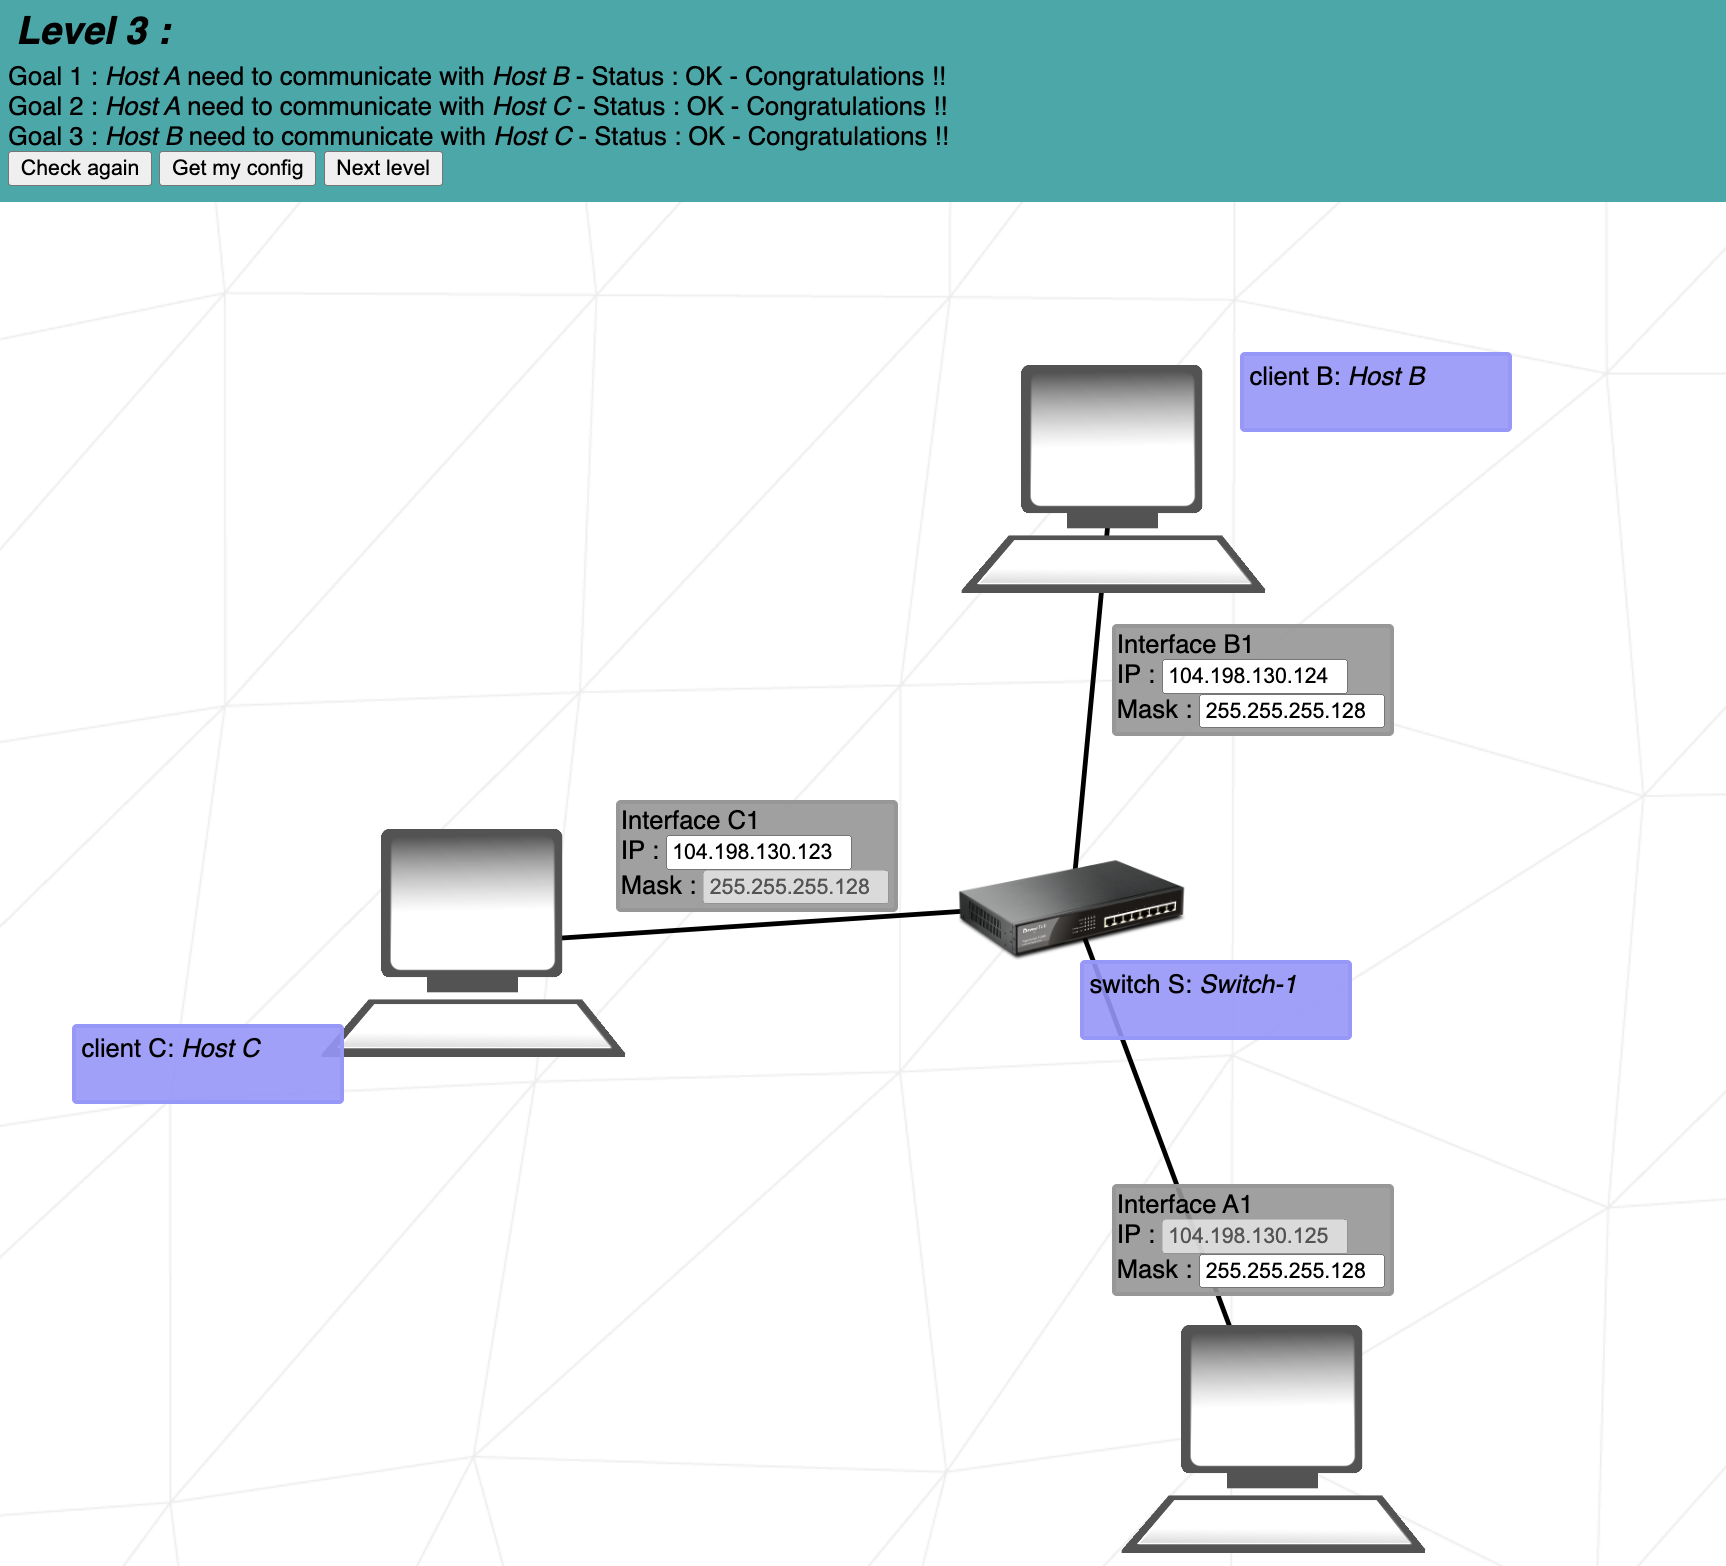 Level 3 :
Goal 1 : Host A need to communicate with Host B - Status : OK - Congratulations !!
Goal 2 : Host A need to communicate with Host C - Status : OK - Congratulations !!
Goal 3 : Host B need to communicate with Host C - Status : OK - Congratulations !!
Check again Get my config Next level
client B: Host B
Interface B1
IP : 104.198.130.124
Mask : 255.255.255.128
Interface C1
IP : 104.198.130.123
Mask : 255.255.255.128
switch S: Switch-1
client C: Host C
Interface A1
IP : 104.198.130.125
Mask : 255.255.255.128